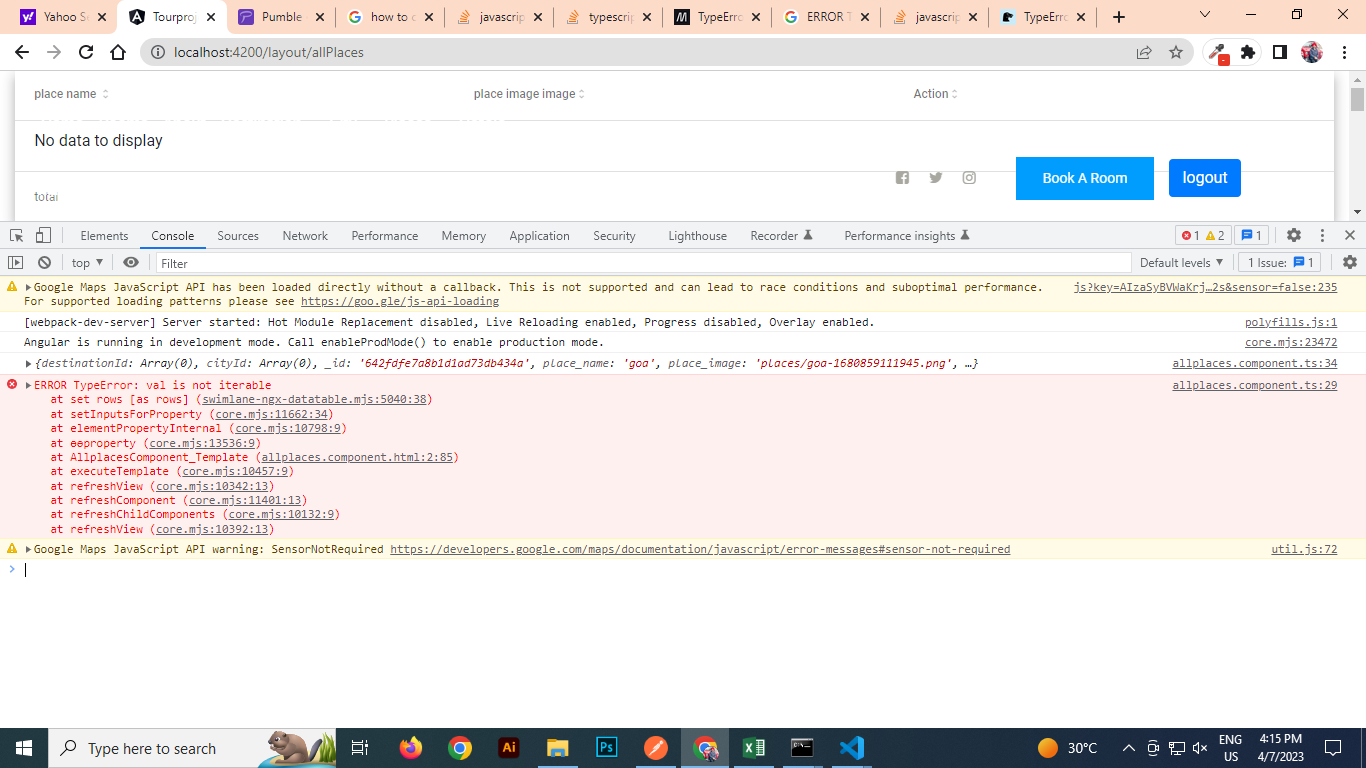 Yahoo Se
Tourproj
Pumble
how to c
javascrip
typescrip
TypeErro
ERROR T
javascrip
TypeErro
localhost:4200/layout/allPlaces
place name
place image image
Action
No data to display
total
Book A Room
logout
Elements Console Sources Network Performance Memory Application Security Lighthouse Recorder Performance insights 1 2 1
top Filter Default levels 1 Issue: 1
Google Maps JavaScript API has been loaded directly without a callback. This is not supported and can lead to race conditions and suboptimal performance. js?key=AIzaSyBVWaKrj…2s&sensor=false:235
For supported loading patterns please see https://goo.gle/js-api-loading
[webpack-dev-server] Server started: Hot Module Replacement disabled, Live Reloading enabled, Progress disabled, Overlay enabled. polyfills.js:1
Angular is running in development mode. Call enableProdMode() to enable production mode. core.mjs:23472
{destinationId: Array(0), cityId: Array(0), _id: '642fdfe7a8b1d1ad73db434a', place_name: 'goa', place_image: 'places/goa-1680859111945.png', …} allplaces.component.ts:34
ERROR TypeError: val is not iterable allplaces.component.ts:29
at set rows [as rows] (swimlane-ngx-datatable.mjs:5040:38)
at setInputsForProperty (core.mjs:11662:34)
at elementPropertyInternal (core.mjs:10798:9)
at ɵɵproperty (core.mjs:13536:9)
at AllplacesComponent_Template (allplaces.component.html:2:85)
at executeTemplate (core.mjs:10457:9)
at refreshView (core.mjs:10342:13)
at refreshComponent (core.mjs:11401:13)
at refreshChildComponents (core.mjs:10132:9)
at refreshView (core.mjs:10392:13)
Google Maps JavaScript API warning: SensorNotRequired https://developers.google.com/maps/documentation/javascript/error-messages#sensor-not-required util.js:72
Type here to search
30°C
ENG
US
4:15 PM
4/7/2023